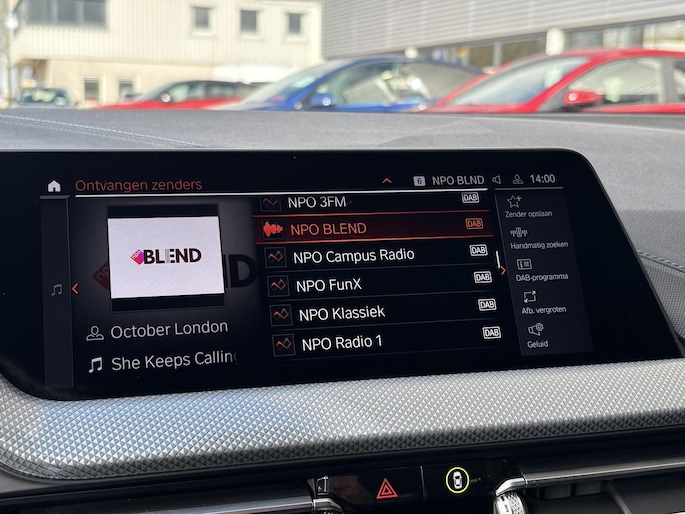 Ontvangen zenders
6 NPO BLND 14:00
NPO 3FM DAB
NPO BLEND DAB
NPO Campus Radio DAB
NPO FunX DAB
NPO Klassiek DAB
NPO Radio 1 DAB
BLEND
October London
She Keeps Calling
Zender opslaan
Handmatig zoeken
DAB-programma
Afb. vergroten
Geluid